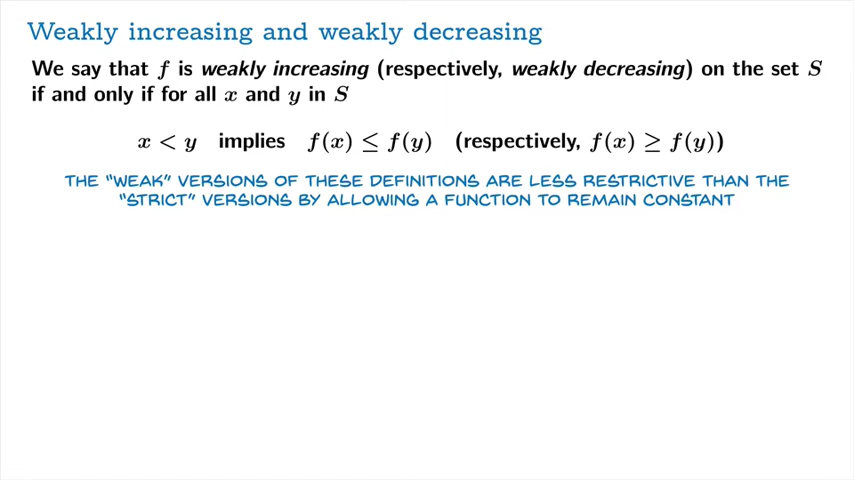 Weakly increasing and weakly decreasing
We say that f is weakly increasing (respectively, weakly decreasing) on the set S
if and only if for all x and y in S
x < y implies f(x) ≤ f(y) (respectively, f(x) ≥ f(y))
THE "WEAK" VERSIONS OF THESE DEFINITIONS ARE LESS RESTRICTIVE THAN THE
"STRICT" VERSIONS BY ALLOWING A FUNCTION TO REMAIN CONSTANT